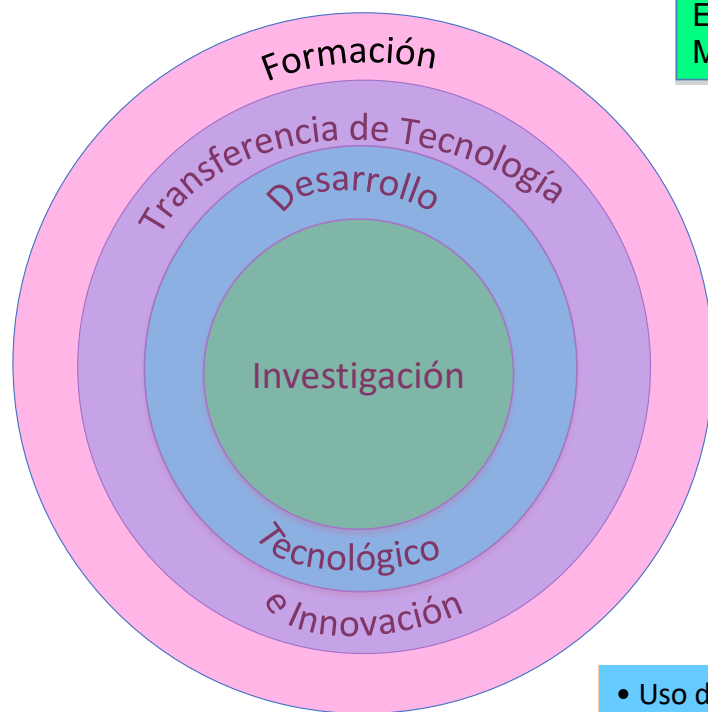 Formación
Transferencia de Tecnología
Desarrollo
Investigación
Tecnológico
e Innovación
• Uso